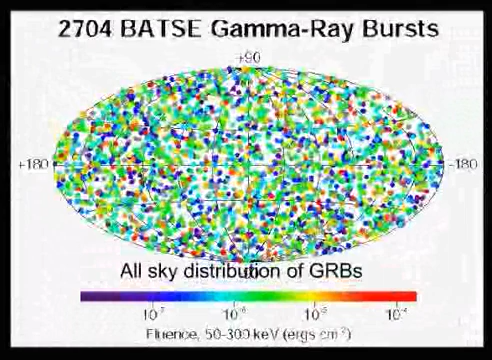 2704 BATSE Gamma-Ray Bursts
+90
+180
-180
All sky distribution of GRBs
10⁻⁷ 10⁻⁶ 10⁻⁵ 10⁻⁴
Fluence, 50-300 keV (ergs cm⁻²)